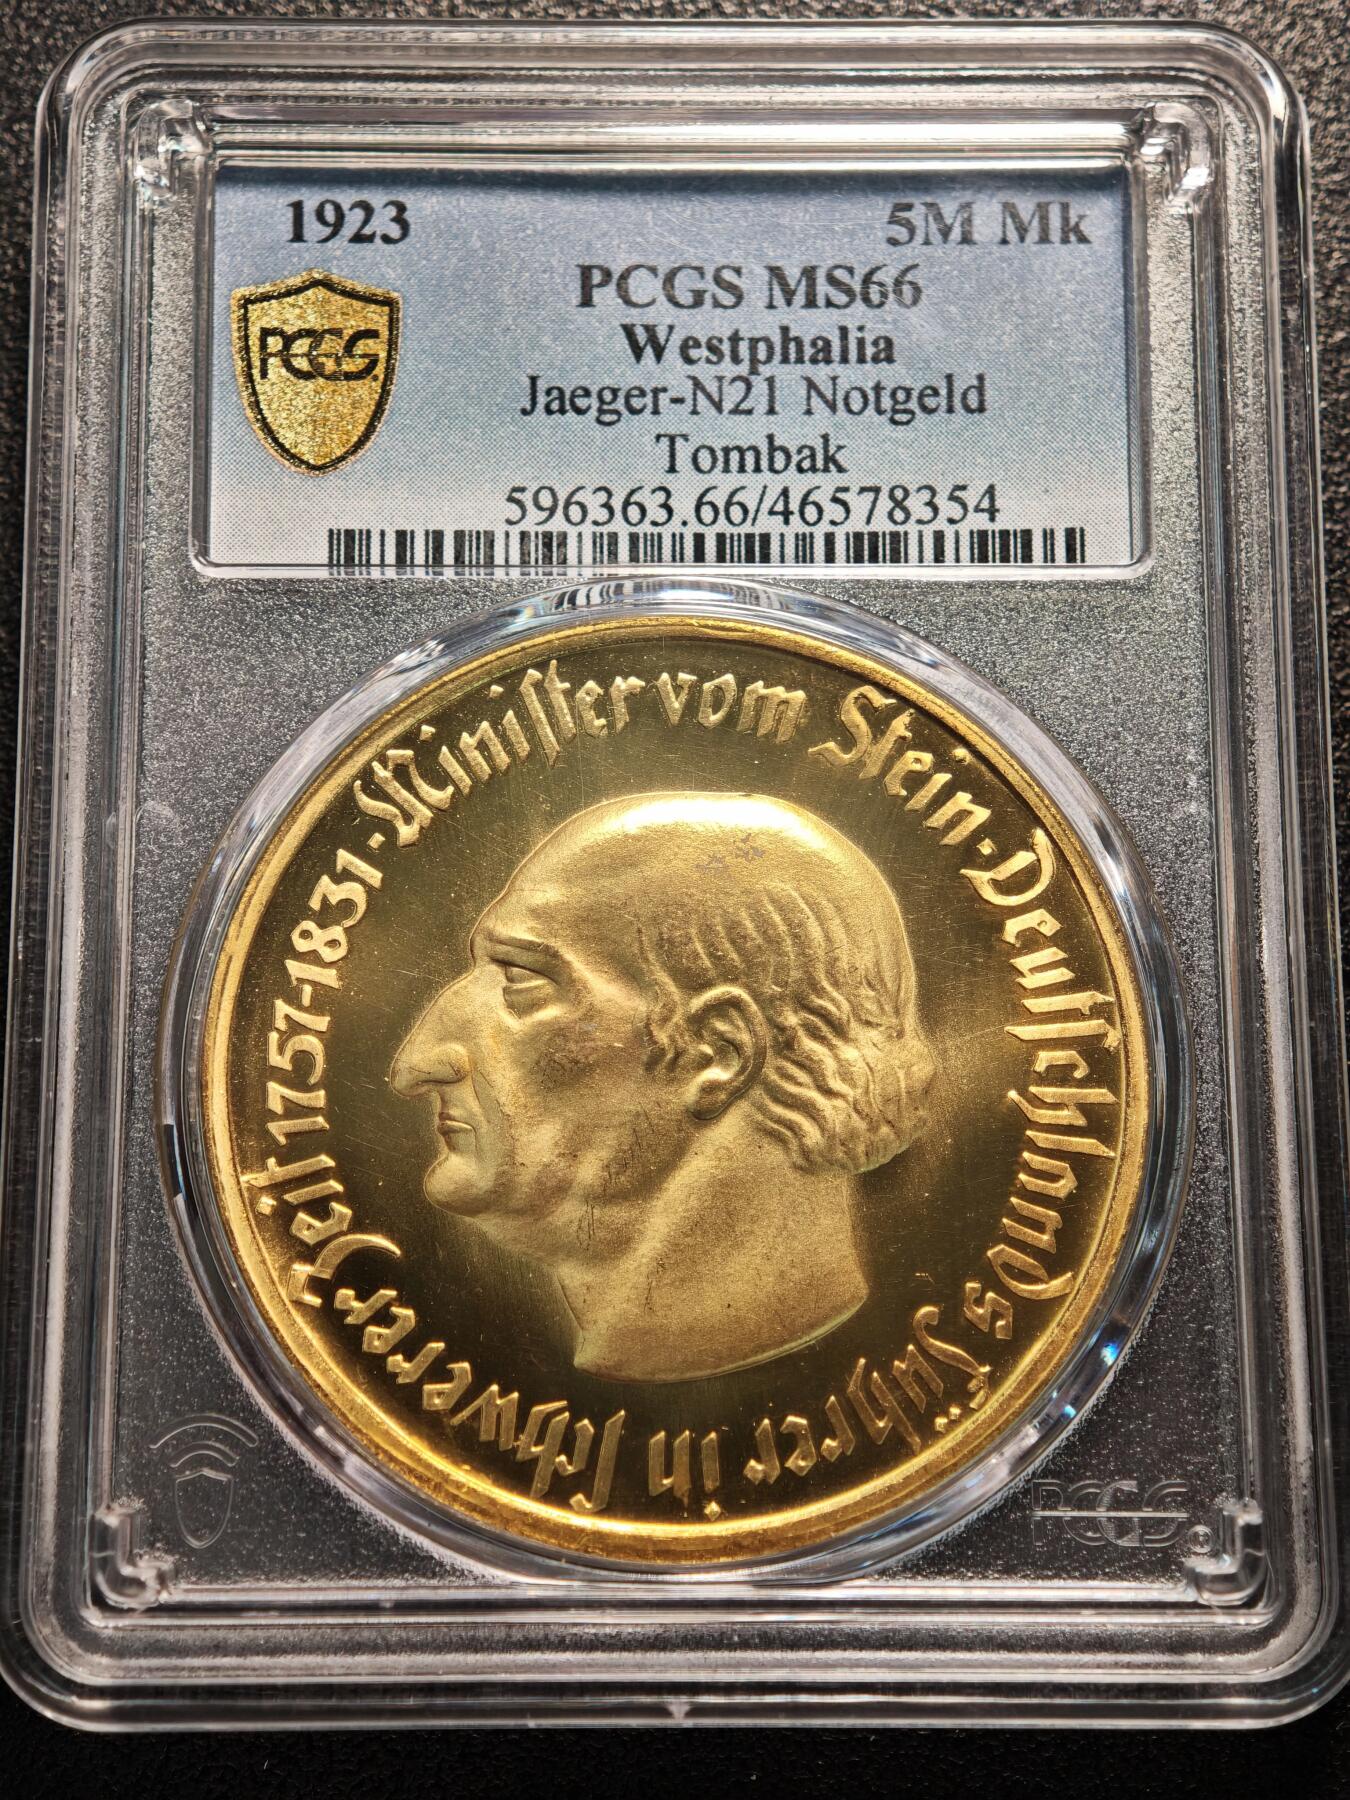 1923 5M Mk
PCGS MS66
Westphalia
Jaeger-N21 Notgeld
Tombak
596363.66/46578354
PCGS
Miniſter vom Stein · Deutſchlands Führer in ſchwerer Zeit 1757-1831 ·
PCGS